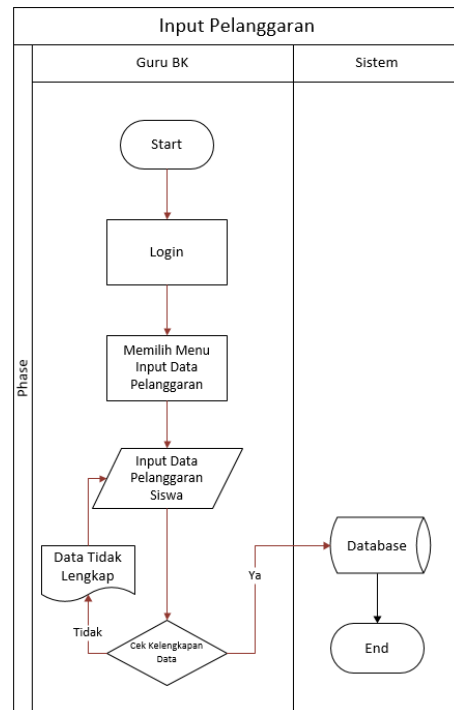 Input Pelanggaran
Guru BK
Sistem
Phase
Start
Login
Memilih Menu
Input Data
Pelanggaran
Input Data
Pelanggaran
Siswa
Data Tidak
Lengkap
Tidak
Cek Kelengkapan
Data
Ya
Database
End